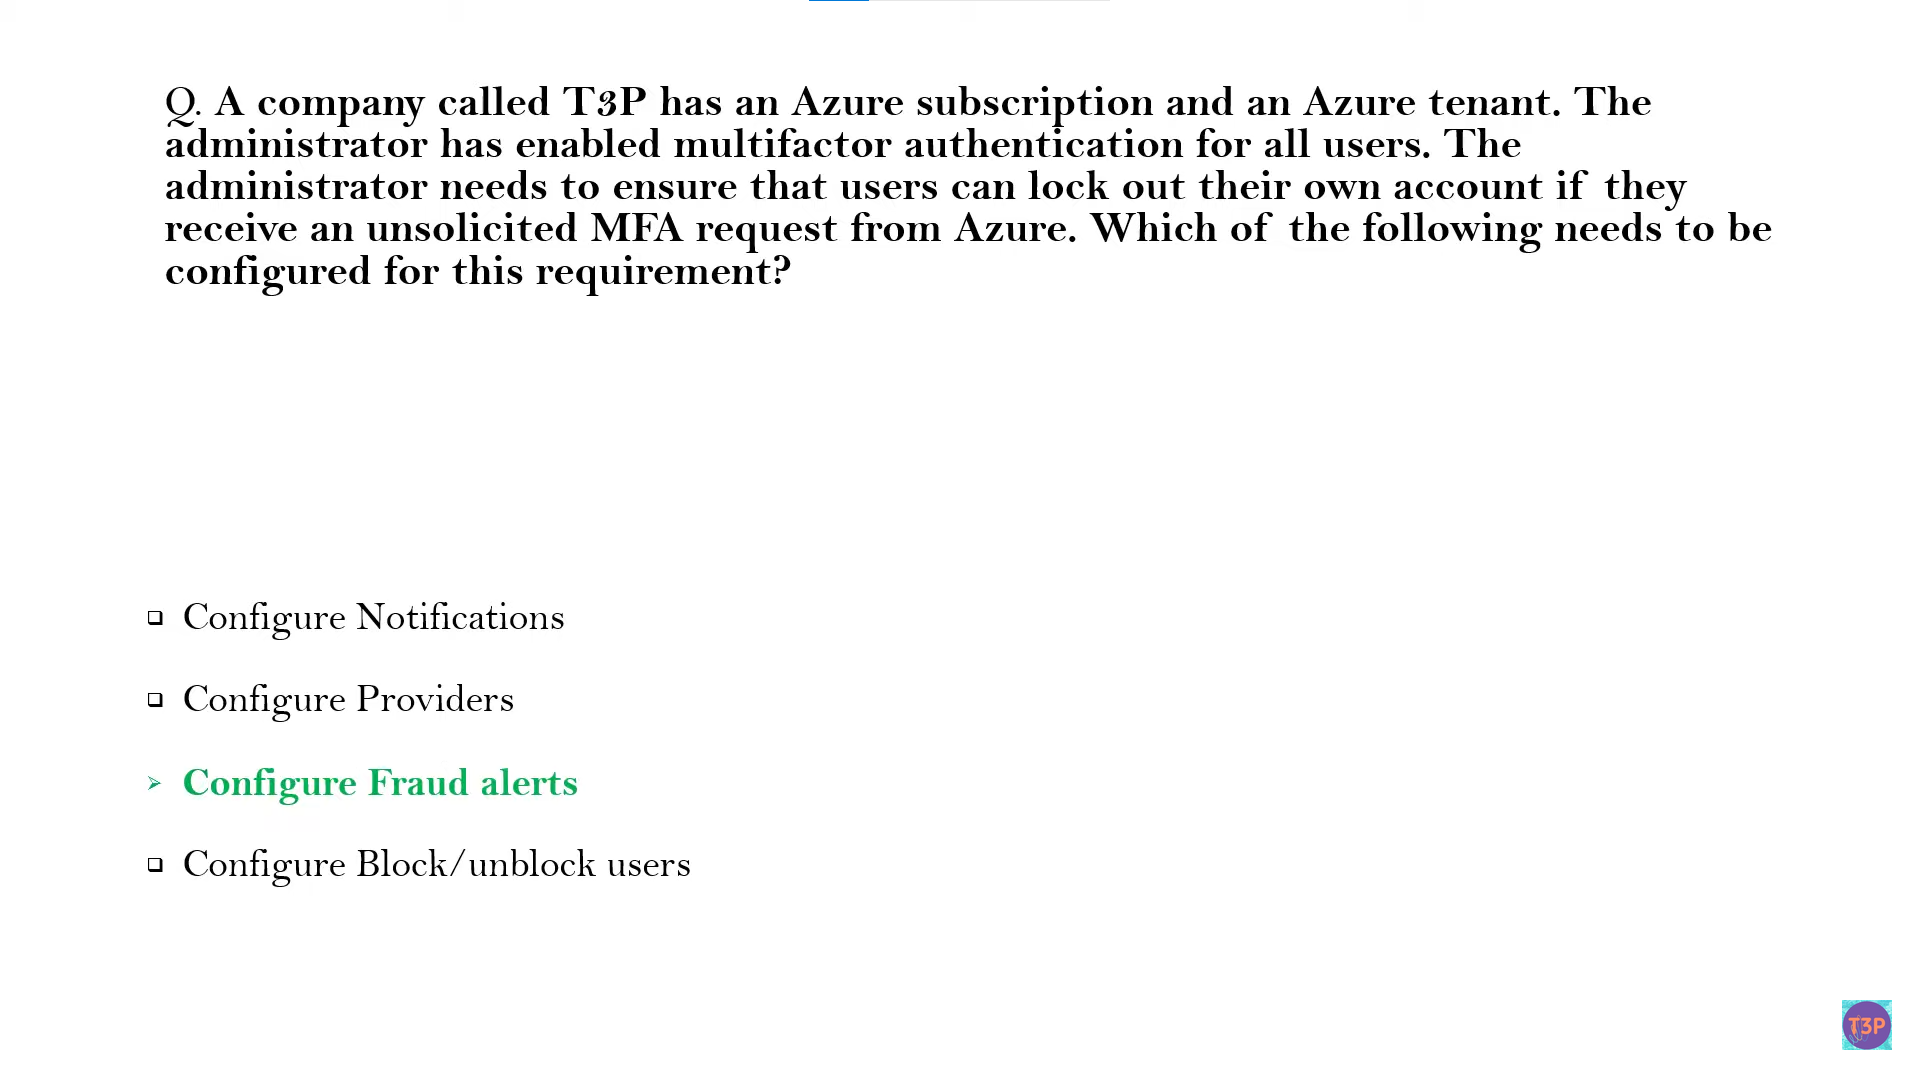 Q. A company called T3P has an Azure subscription and an Azure tenant. The
administrator has enabled multifactor authentication for all users. The
administrator needs to ensure that users can lock out their own account if they
receive an unsolicited MFA request from Azure. Which of the following needs to be
configured for this requirement?
Configure Notifications
Configure Providers
Configure Fraud alerts
Configure Block/unblock users
T3P